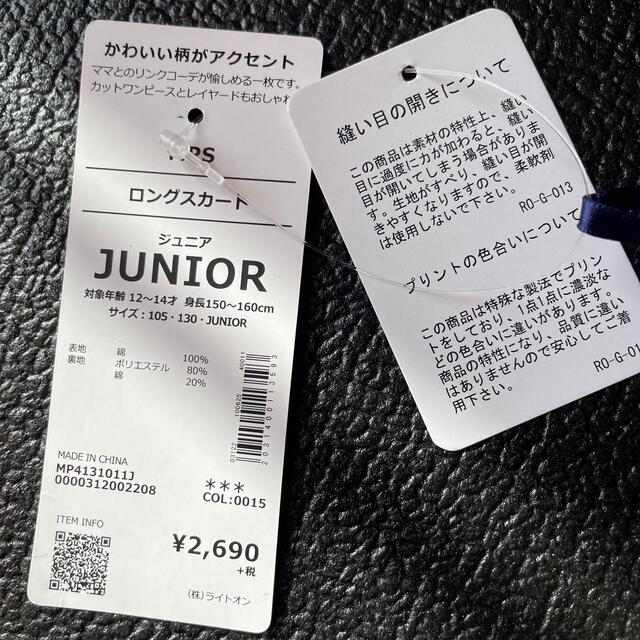 かわいい柄がアクセント
ママとのリンクコーデが愉しめる一枚です。
カットワンピースとレイヤードもおしゃれ
ロングスカート
ジュニア
JUNIOR
対象年齢 12～14才 身長150～160cm
サイズ：105・130・JUNIOR
表地 綿 100%
裏地 ポリエステル 80%
綿 20%
MADE IN CHINA
MP4131011J
0000312002208
***
COL:0015
ITEM INFO
¥2,690
+税
(株)ライトオン
2031400113593
縫い目の開きについて
この商品は素材の特性上、縫い
目に過度に力が加わると、縫い
目が開いてしまう場合がありま
す。生地がすべり、縫い目が開
きやすくなりますので、柔軟剤
は使用しないで下さい。
RO-G-013
プリントの色合いについて
この商品は特殊な製法でプリン
トをしており、1点1点に濃淡な
どの色合いに違いがあります。
商品の特性になり、品質に違い
はありませんので安心してご着
用下さい。
RO-G-01